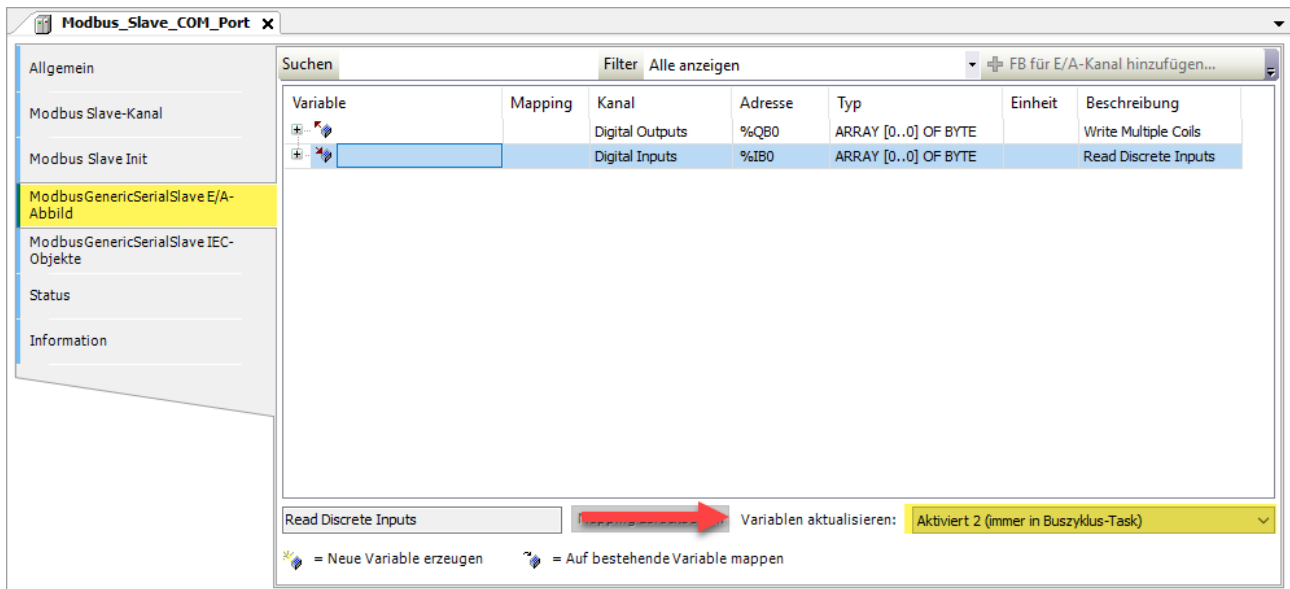 Modbus_Slave_COM_Port
Allgemein
Modbus Slave-Kanal
Modbus Slave Init
ModbusGenericSerialSlave E/A-
Abbild
ModbusGenericSerialSlave IEC-
Objekte
Status
Information
Suchen Filter Alle anzeigen FB für E/A-Kanal hinzufügen...
Variable Mapping Kanal Adresse Typ Einheit Beschreibung
Digital Outputs %QB0 ARRAY [0..0] OF BYTE Write Multiple Coils
Digital Inputs %IB0 ARRAY [0..0] OF BYTE Read Discrete Inputs
Read Discrete Inputs Variablen aktualisieren: Aktiviert 2 (immer in Buszyklus-Task)
= Neue Variable erzeugen = Auf bestehende Variable mappen